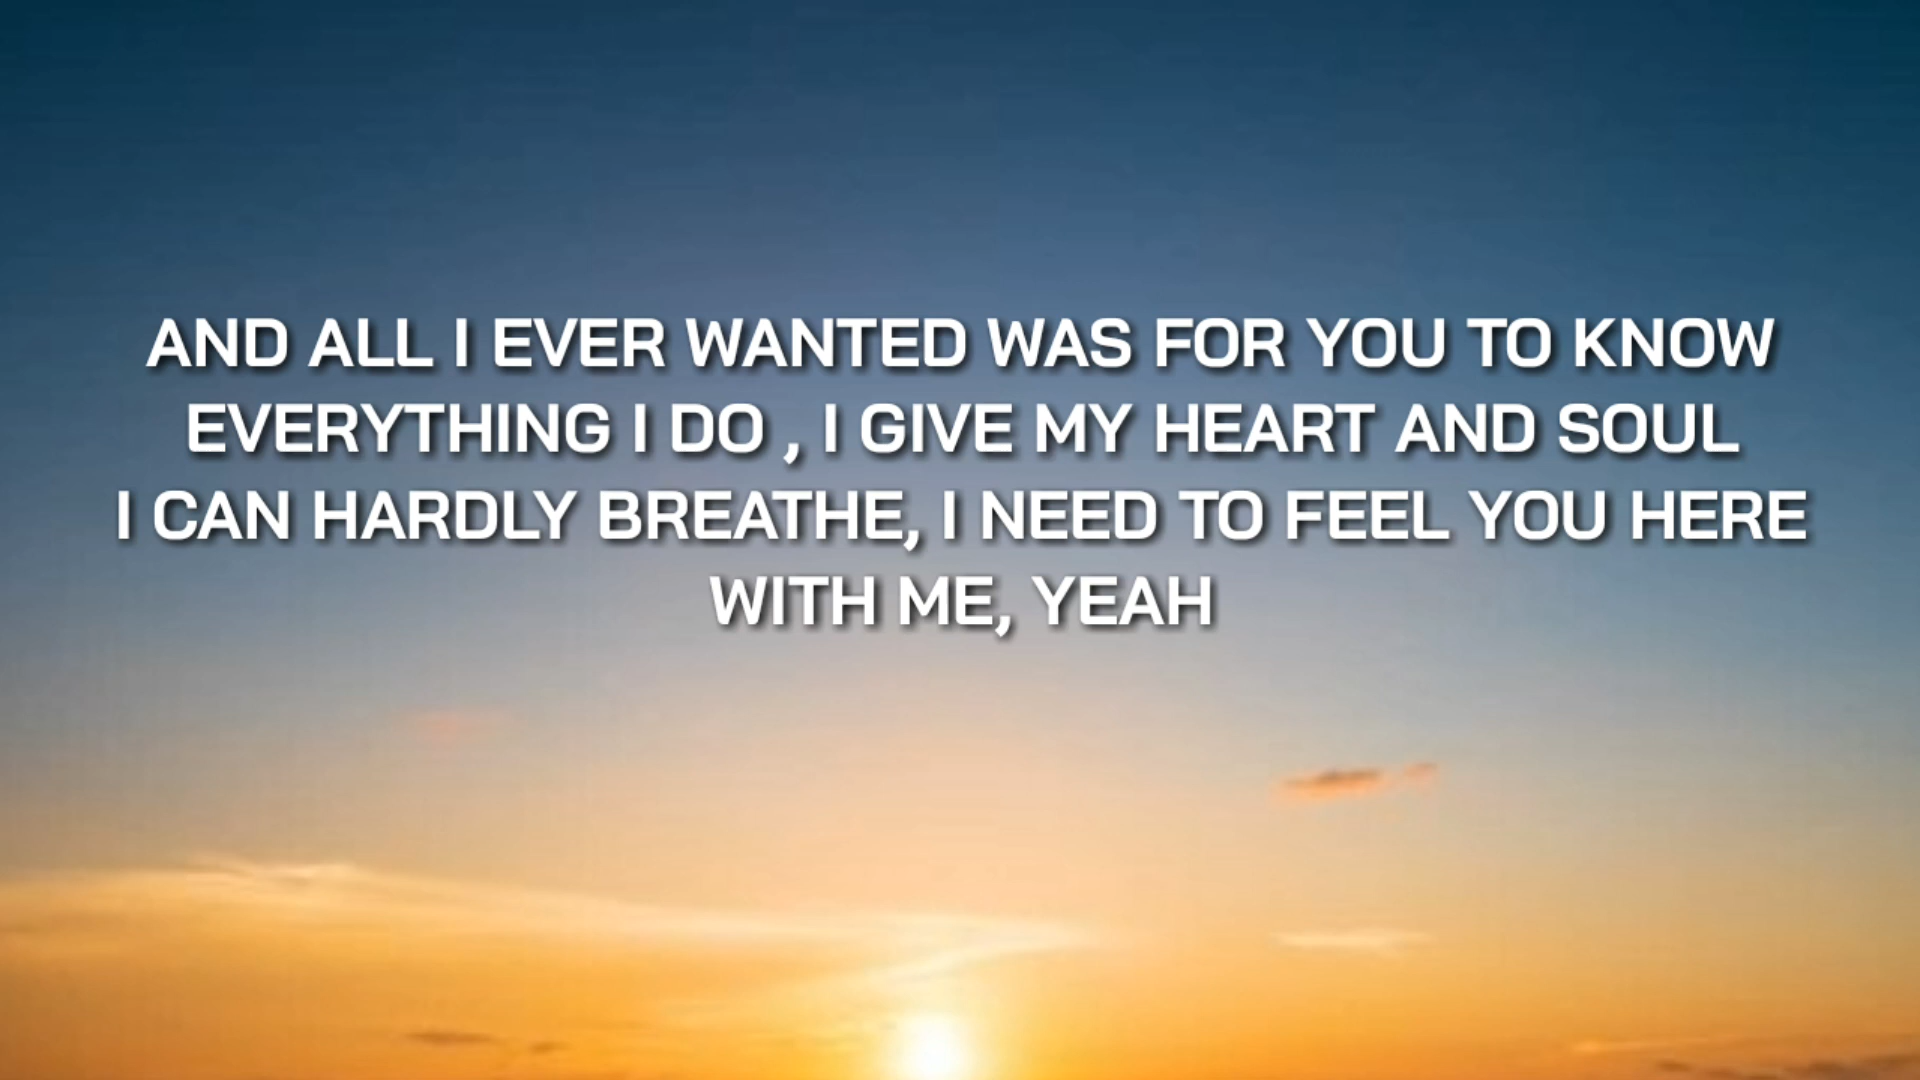 AND ALL I EVER WANTED WAS FOR YOU TO KNOW
EVERYTHING I DO , I GIVE MY HEART AND SOUL
I CAN HARDLY BREATHE, I NEED TO FEEL YOU HERE
WITH ME, YEAH